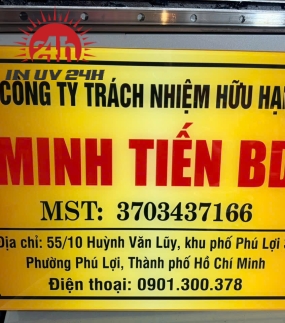 24h
IN UV 24H
CÔNG TY TRÁCH NHIỆM HỮU HẠ
MINH TIẾN BD
MST: 3703437166
Địa chỉ: 55/10 Huỳnh Văn Lũy, khu phố Phú Lợi
Phường Phú Lợi, Thành phố Hồ Chí Minh
Điện thoại: 0901.300.378